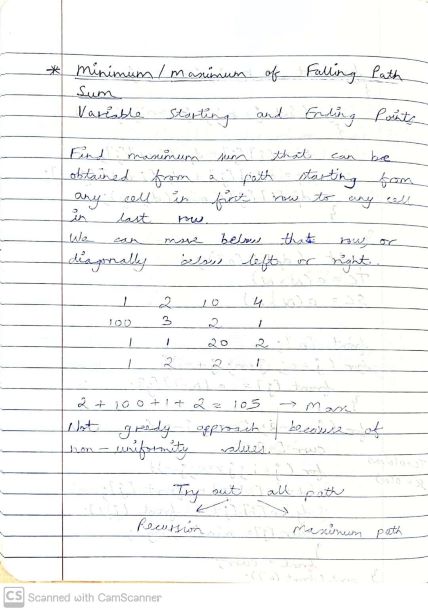 * Minimum / Maximum of Falling Path
Sum
Variable Starting and Ending Points
Find maximum sum that can be
obtained from a path starting from
any cell in first row to any cell
in last row.
We can move below that row, or
diagonally below left or right.
1 2 10 4
100 3 2 1
1 1 20 2
1 2 2 1
2 + 100 + 1 + 2 = 105 → Max
Not greedy approach because of
non-uniformity values.
Try out all path
Recursion Maximum path
CS Scanned with CamScanner